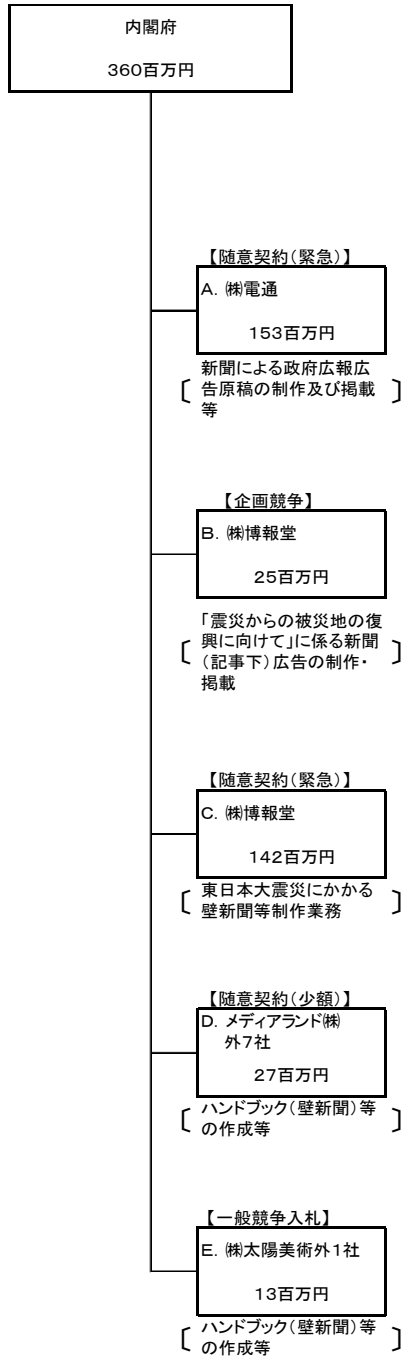 内閣府
360百万円
【随意契約(緊急)】
A. ㈱電通
153百万円
新聞による政府広報広
告原稿の制作及び掲載
等
【企画競争】
B. ㈱博報堂
25百万円
「震災からの被災地の復
興に向けて」に係る新聞
(記事下)広告の制作・
掲載
【随意契約(緊急)】
C. ㈱博報堂
142百万円
東日本大震災にかかる
壁新聞等制作業務
【随意契約(少額)】
D. メディアランド㈱
外7社
27百万円
ハンドブック(壁新聞)等
の作成等
【一般競争入札】
E. ㈱太陽美術外1社
13百万円
ハンドブック(壁新聞)等
の作成等